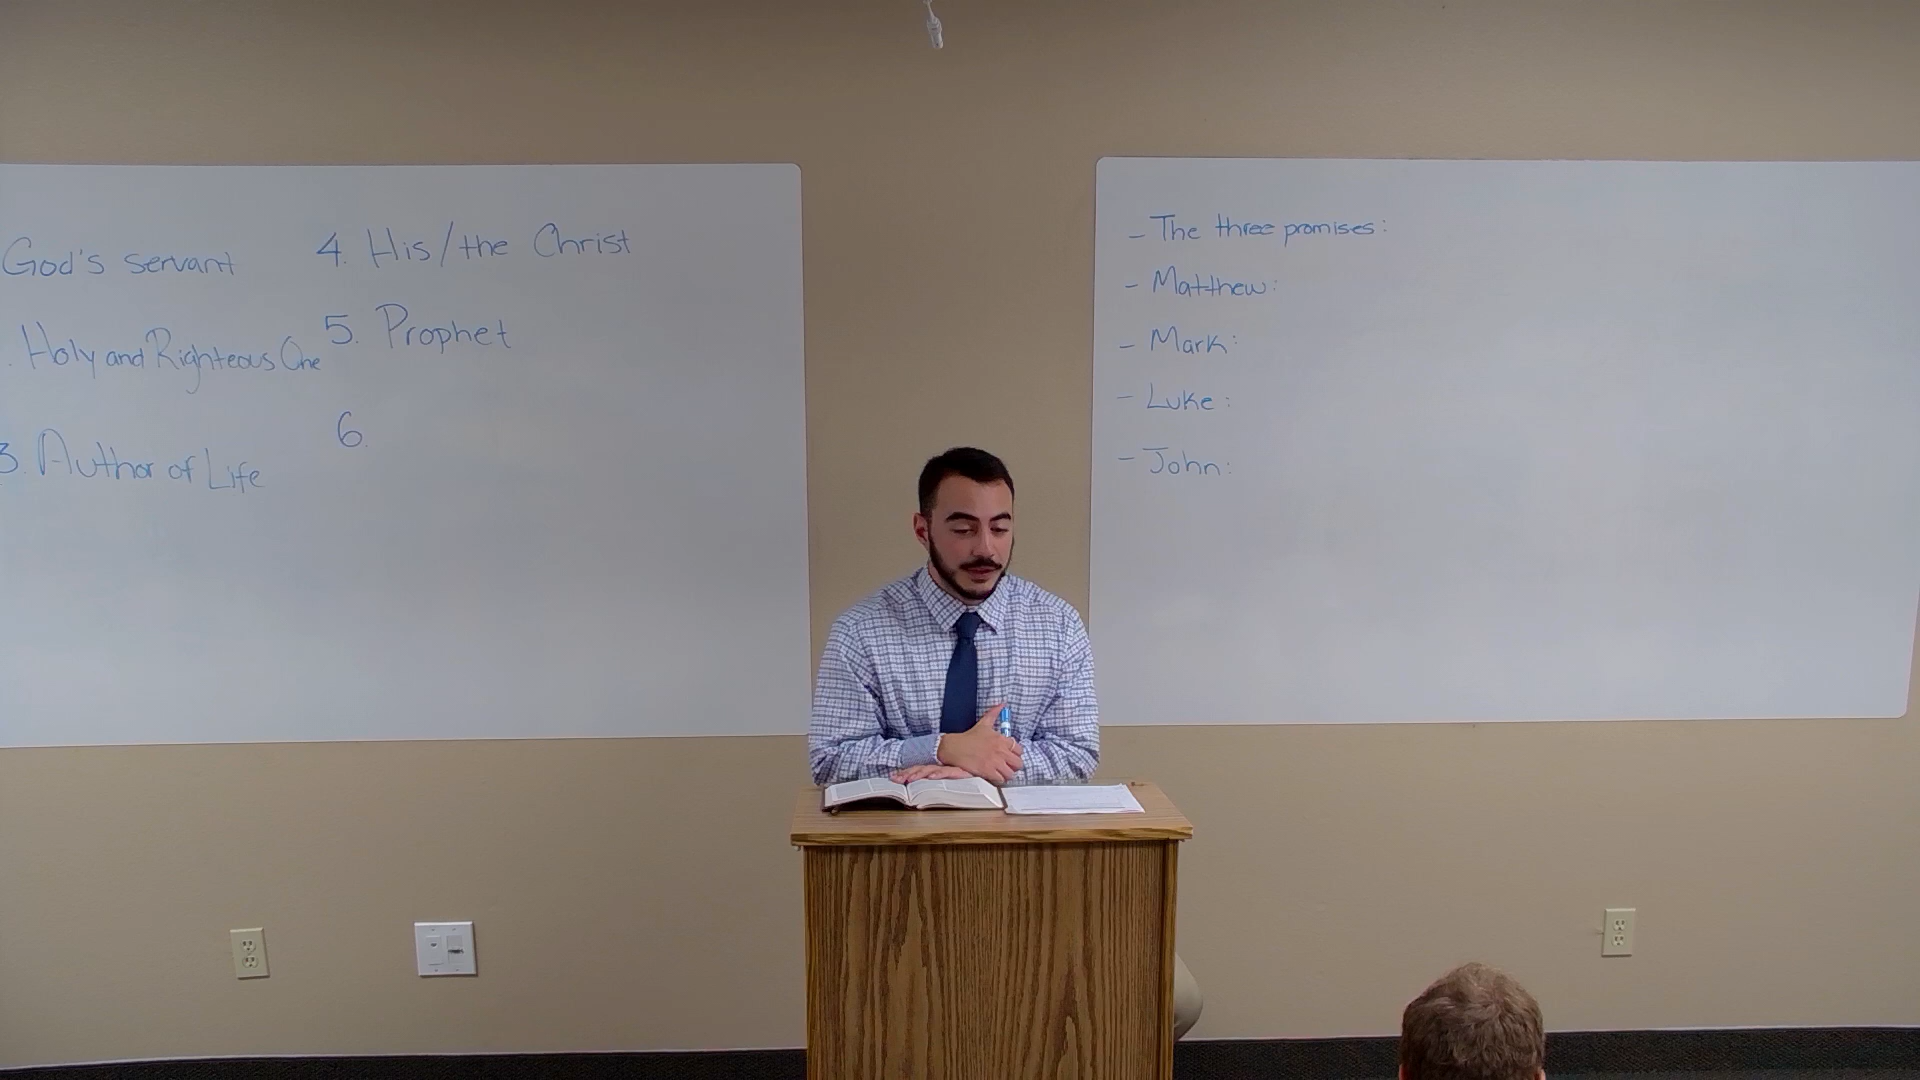 God's servant
. Holy and Righteous One
3. Author of Life
4. His/the Christ
5. Prophet
6.
- The three promises:
- Matthew:
- Mark:
- Luke:
- John: